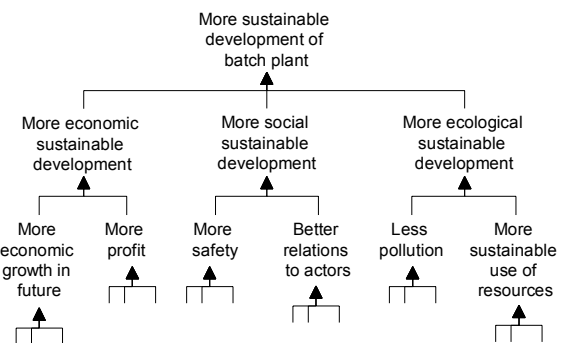 More sustainable
development of
batch plant
More economic
sustainable
development
More social
sustainable
development
More ecological
sustainable
development
More
economic
growth in
future
More
profit
More
safety
Better
relations
to actors
Less
pollution
More
sustainable
use of
resources